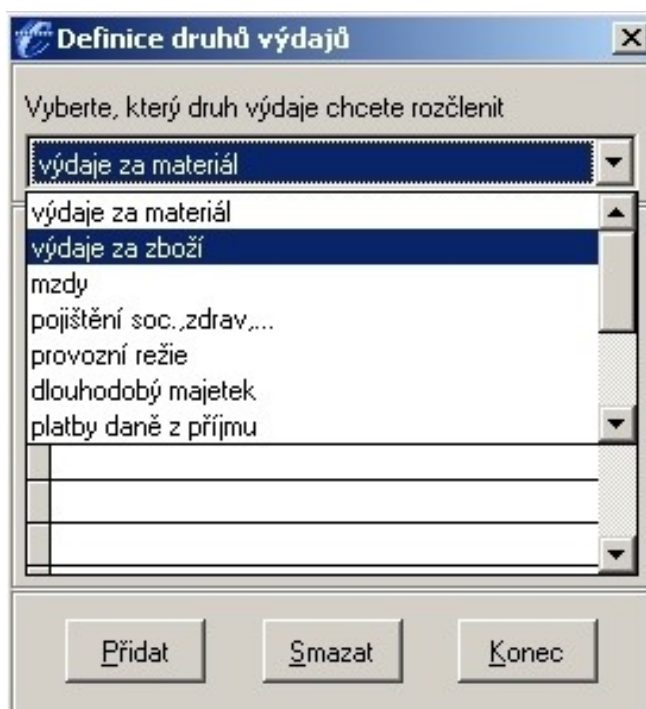 Definice druhů výdajů
Vyberte, který druh výdaje chcete rozčlenit
výdaje za materiál
výdaje za materiál
výdaje za zboží
mzdy
pojištění soc.,zdrav,...
provozní režie
dlouhodobý majetek
platby daně z příjmu
Přidat Smazat Konec